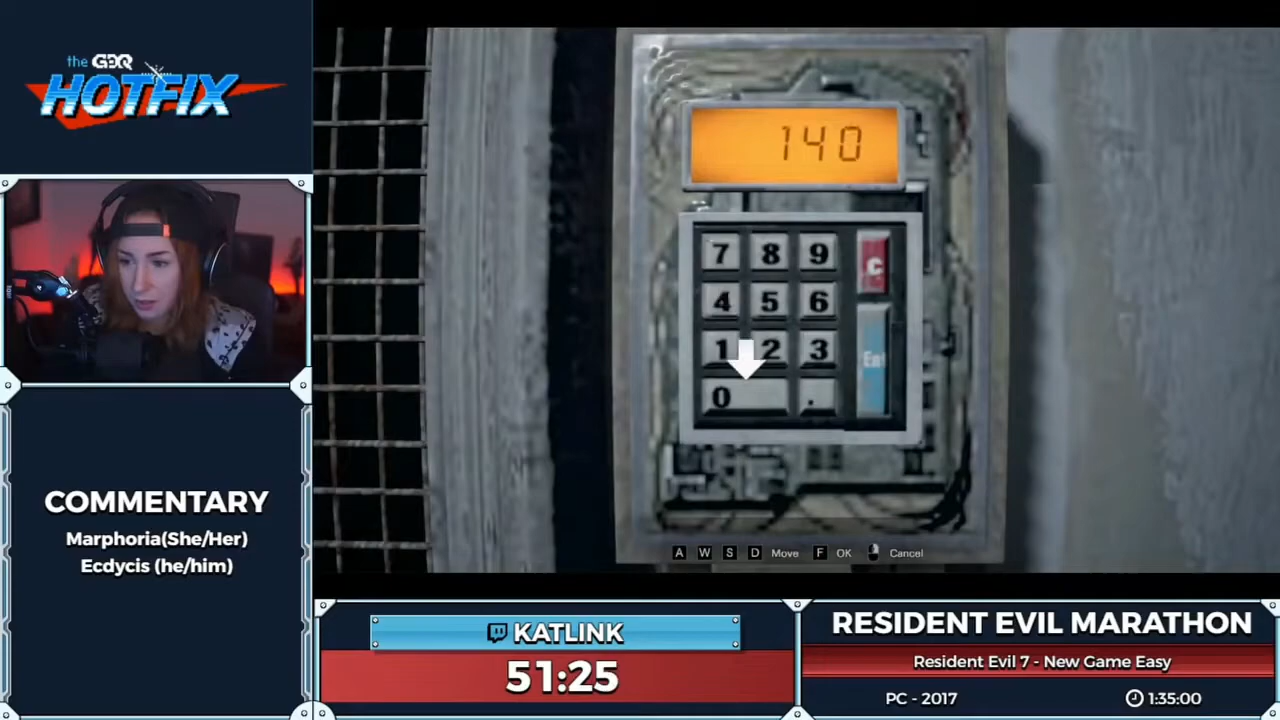 the GDQ
HOTFIX
140
7 8 9 C
4 5 6
1 2 3 Ent
0 .
A W S D Move F OK Cancel
COMMENTARY
Marphoria(She/Her)
Ecdycis (he/him)
KATLINK
51:25
RESIDENT EVIL MARATHON
Resident Evil 7 - New Game Easy
PC - 2017 1:35:00